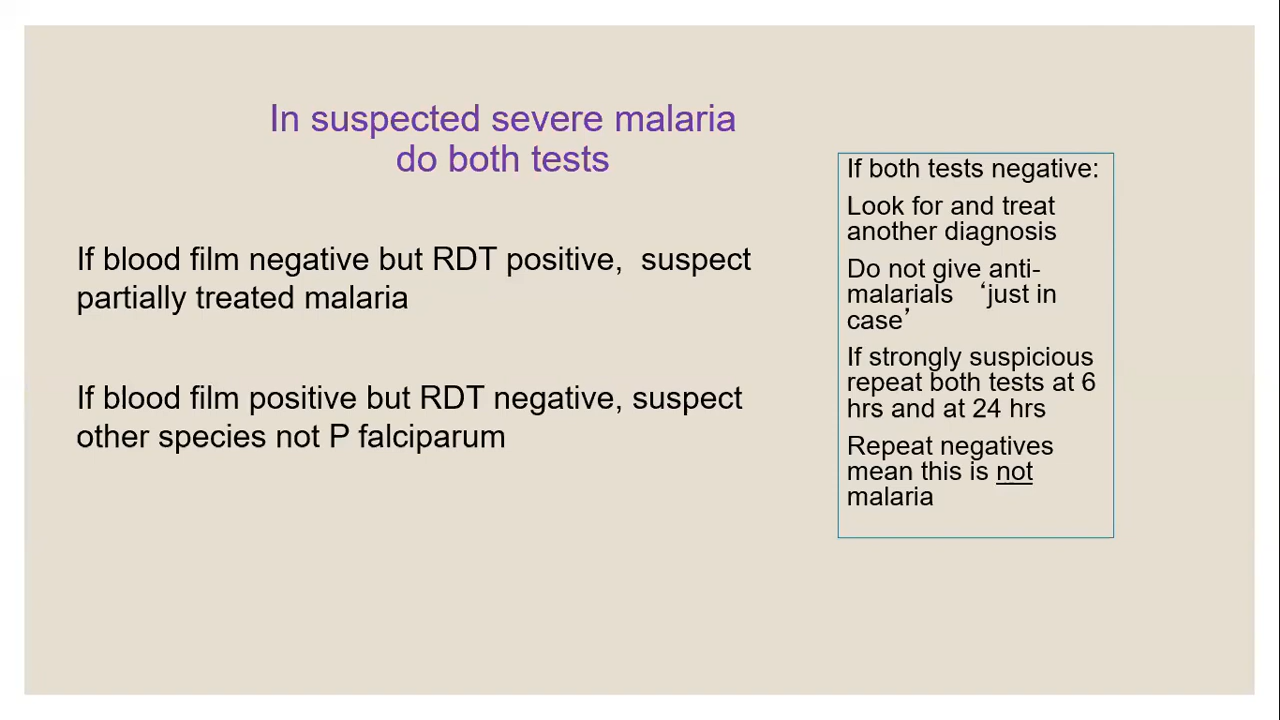 In suspected severe malaria
do both tests
If blood film negative but RDT positive,  suspect
partially treated malaria
If blood film positive but RDT negative, suspect
other species not P falciparum
If both tests negative:
Look for and treat
another diagnosis
Do not give anti-
malarials   ‘just in
case’
If strongly suspicious
repeat both tests at 6
hrs and at 24 hrs
Repeat negatives
mean this is not
malaria